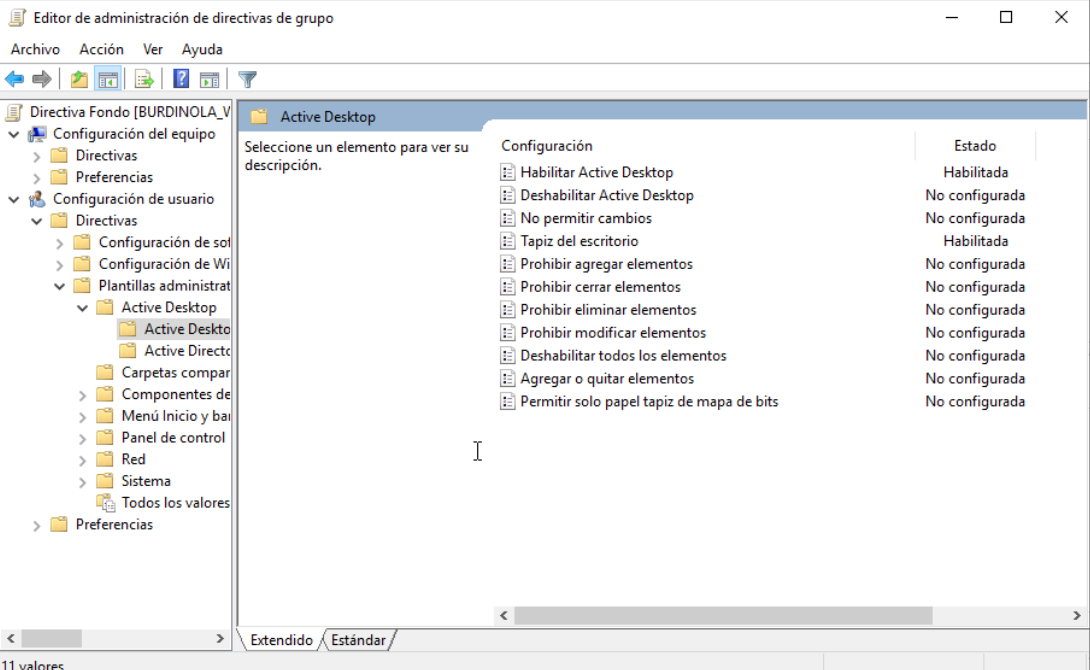 Editor de administración de directivas de grupo
Archivo Acción Ver Ayuda
Directiva Fondo [BURDINOLA_V
Configuración del equipo
Directivas
Preferencias
Configuración de usuario
Directivas
Configuración de sof
Configuración de Wi
Plantillas administrat
Active Desktop
Active Deskto
Active Directo
Carpetas compar
Componentes de
Menú Inicio y bar
Panel de control
Red
Sistema
Todos los valores
Preferencias
Active Desktop
Seleccione un elemento para ver su
descripción.
Configuración Estado
Habilitar Active Desktop Habilitada
Deshabilitar Active Desktop No configurada
No permitir cambios No configurada
Tapiz del escritorio Habilitada
Prohibir agregar elementos No configurada
Prohibir cerrar elementos No configurada
Prohibir eliminar elementos No configurada
Prohibir modificar elementos No configurada
Deshabilitar todos los elementos No configurada
Agregar o quitar elementos No configurada
Permitir solo papel tapiz de mapa de bits No configurada
Extendido Estándar
11 valores